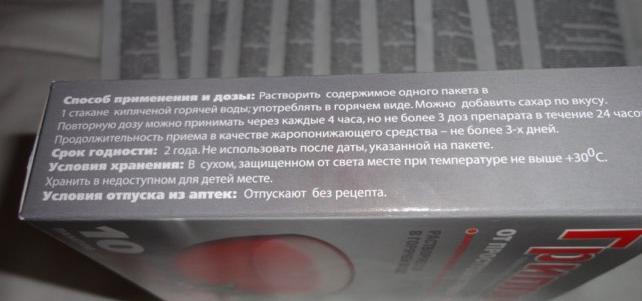 Способ применения и дозы: Растворить содержимое одного пакета в
1 стакане кипяченой горячей воды; употреблять в горячем виде. Можно добавить сахар по вкусу.
Повторную дозу можно принимать через каждые 4 часа, но не более 3 доз препарата в течение 24 часо
Продолжительность приема в качестве жаропонижающего средства – не более 3-х дней.
Срок годности: 2 года. Не использовать после даты, указанной на пакете.
Условия хранения: В сухом, защищенном от света месте при температуре не выше +30⁰С.
Хранить в недоступном для детей месте.
Условия отпуска из аптек: Отпускают без рецепта.
10